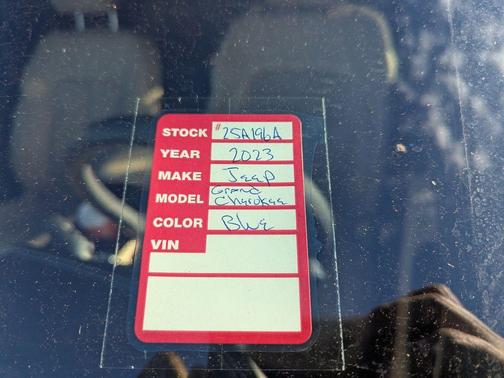 STOCK #25A196A
YEAR 2023
MAKE Jeep
MODEL Grand
Cherokee
COLOR Blue
VIN